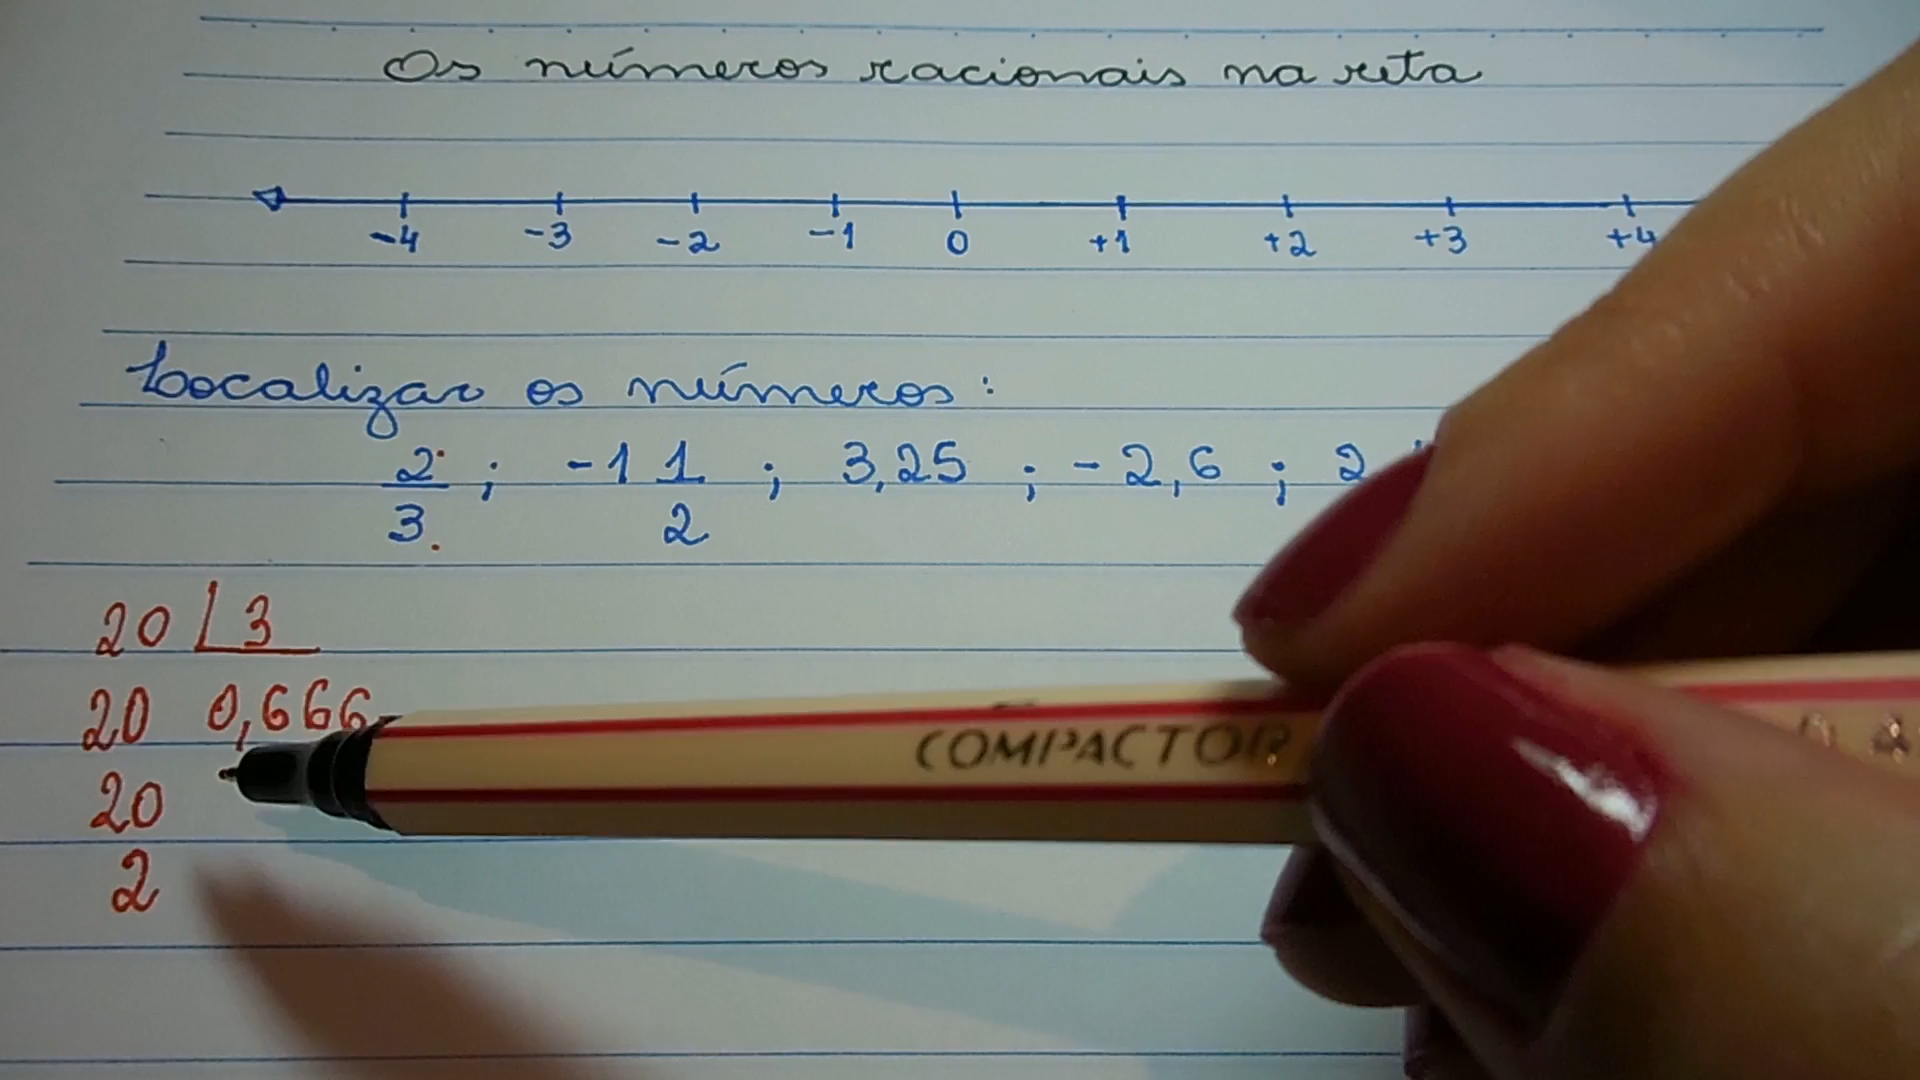 Os números racionais na reta
-4 -3 -2 -1 0 +1 +2 +3 +4
Localizar os números:
2/3 ; -1 1/2 ; 3,25 ; -2,6 ; 2
20 3
20 0,666
20
2
COMPACTOR